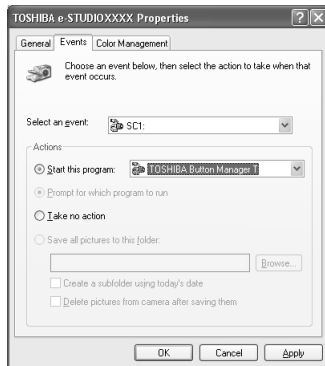 TOSHIBA e-STUDIOXXXX Properties
General Events Color Management
Choose an event below, then select the action to take when that
event occurs.
Select an event: SC1:
Actions
Start this program: TOSHIBA Button Manager T
Prompt for which program to run
Take no action
Save all pictures to this folder:
Browse...
Create a subfolder using today's date
Delete pictures from camera after saving them
OK Cancel Apply